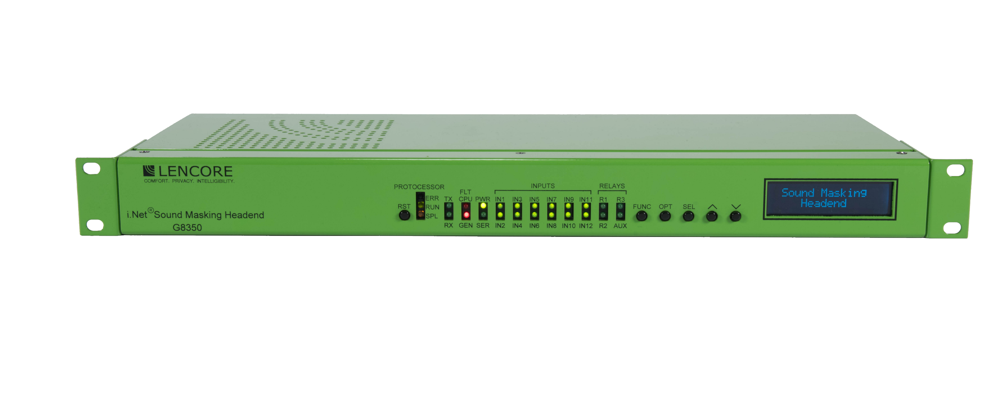 LENCORE
COMFORT. PRIVACY. INTELLIGIBILITY.
i.Net® Sound Masking Headend
G8350
PROTOCESSOR
RST
ERR
RUN
SPL
TX
RX
FLT
CPU
GEN
PWR
SER
INPUTS
IN1 IN3 IN5 IN7 IN9 IN11
IN2 IN4 IN6 IN8 IN10 IN12
RELAYS
R1 R3
R2 AUX
FUNC OPT SEL
Sound Masking
Headend